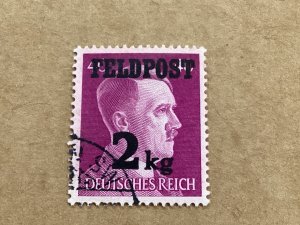 FELDPOST
2 kg
DEUTSCHES REICH